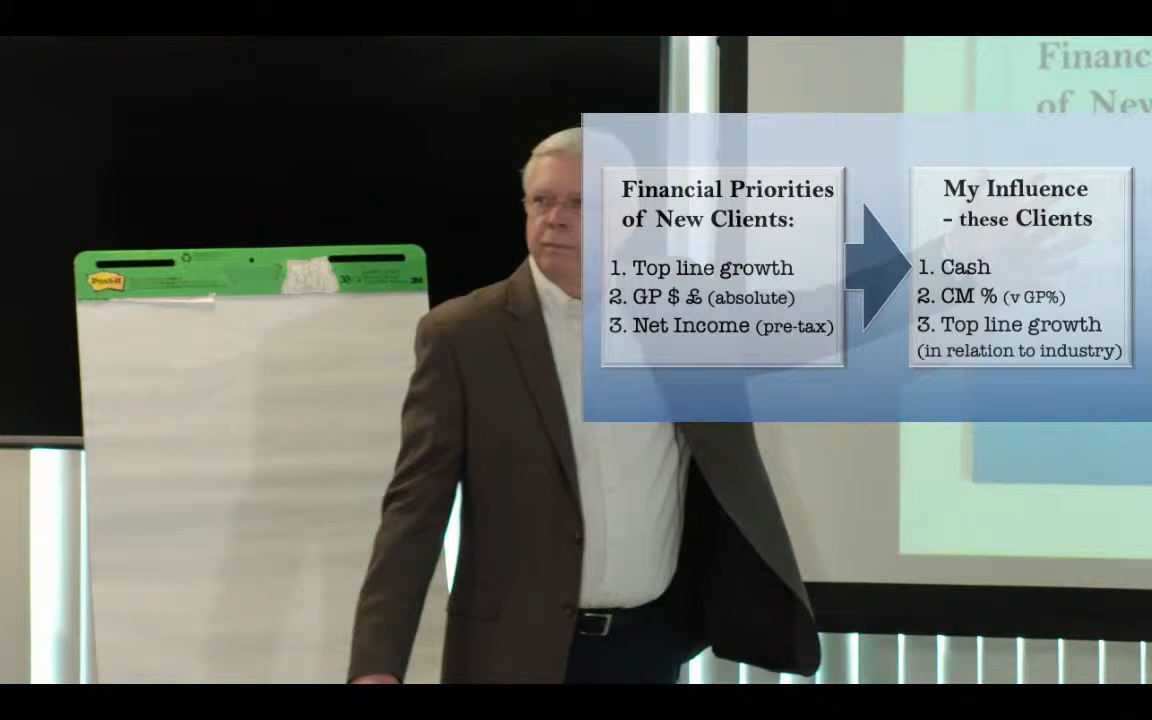 Financ
of New
Post-it
3M
Financial Priorities
of New Clients:
1. Top line growth
2. GP $ £ (absolute)
3. Net Income (pre-tax)
My Influence
- these Clients
1. Cash
2. CM % (v GP%)
3. Top line growth
(in relation to industry)